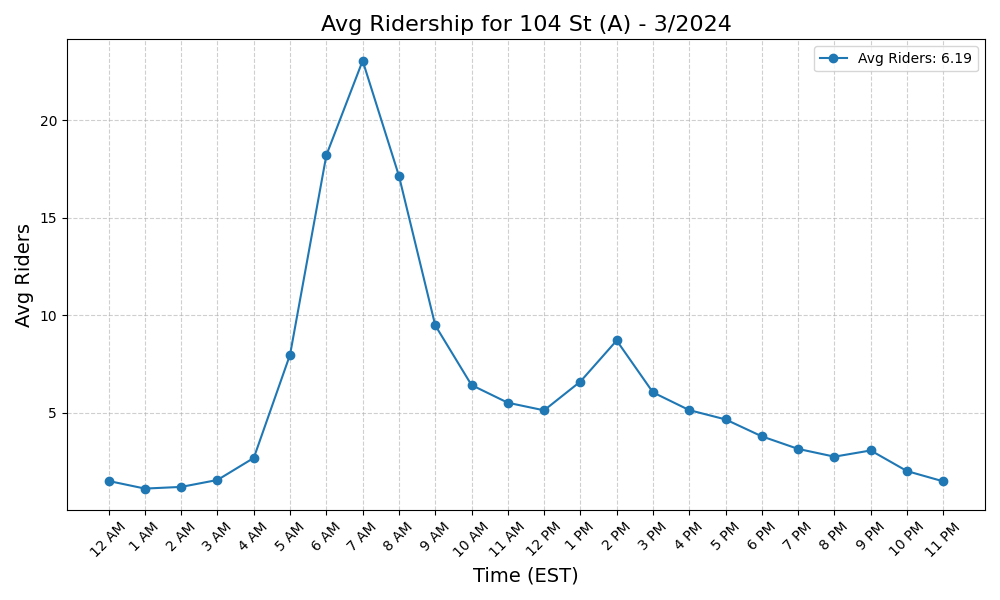 Avg Ridership for 104 St (A) - 3/2024
Avg Riders: 6.19
Avg Riders
20
15
10
5
12 AM
1 AM
2 AM
3 AM
4 AM
5 AM
6 AM
7 AM
8 AM
9 AM
10 AM
11 AM
12 PM
1 PM
2 PM
3 PM
4 PM
5 PM
6 PM
7 PM
8 PM
9 PM
10 PM
11 PM
Time (EST)